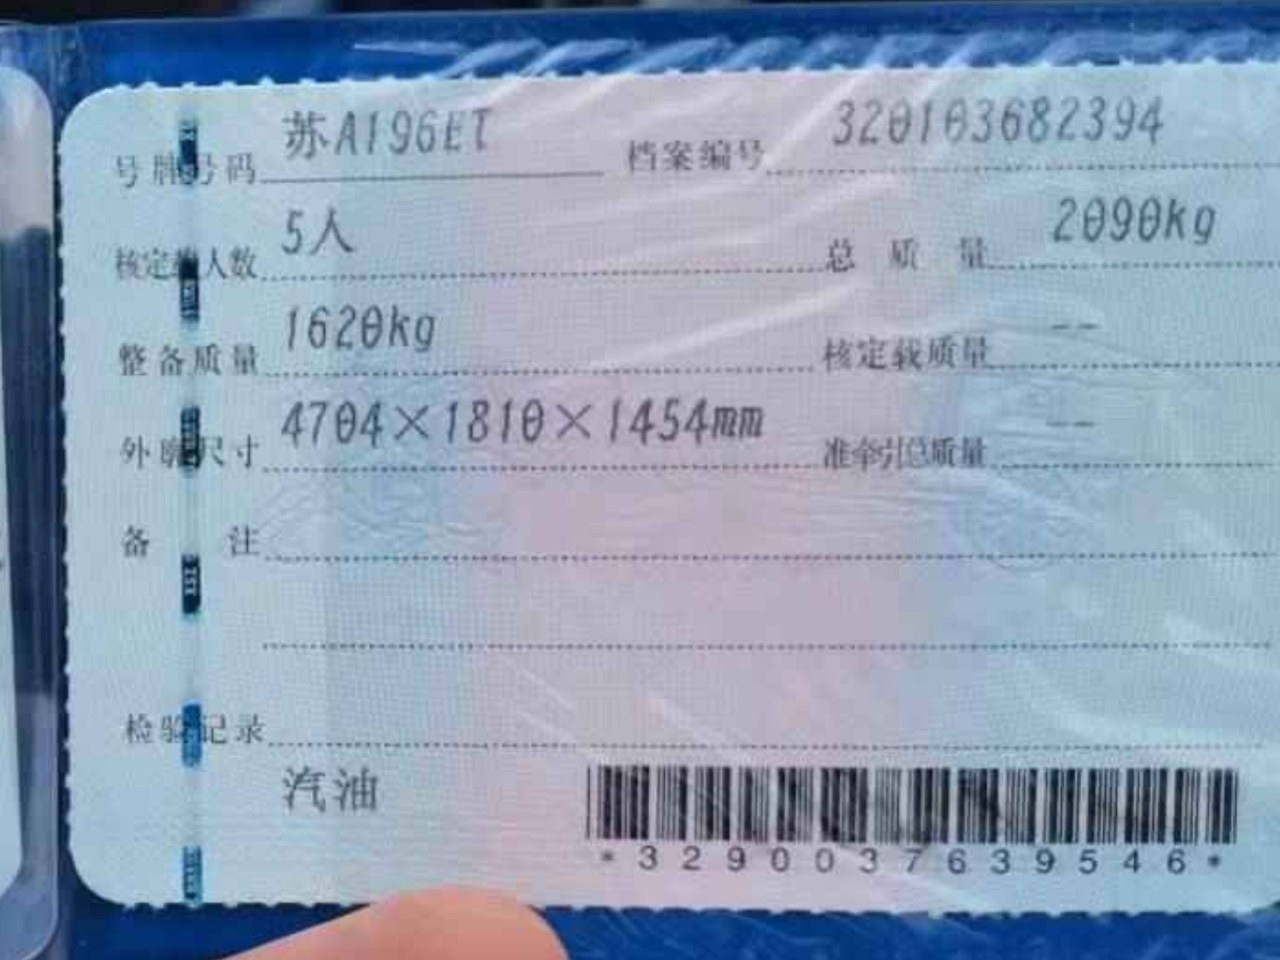 号牌号码 苏A196ET 档案编号 320103682394
核定载人数 5人 总质量 2090kg
整备质量 1620kg 核定载质量 --
外廓尺寸 4704×1810×1454mm 准牵引总质量 --
备注
检验记录
汽油
*3290037639546*